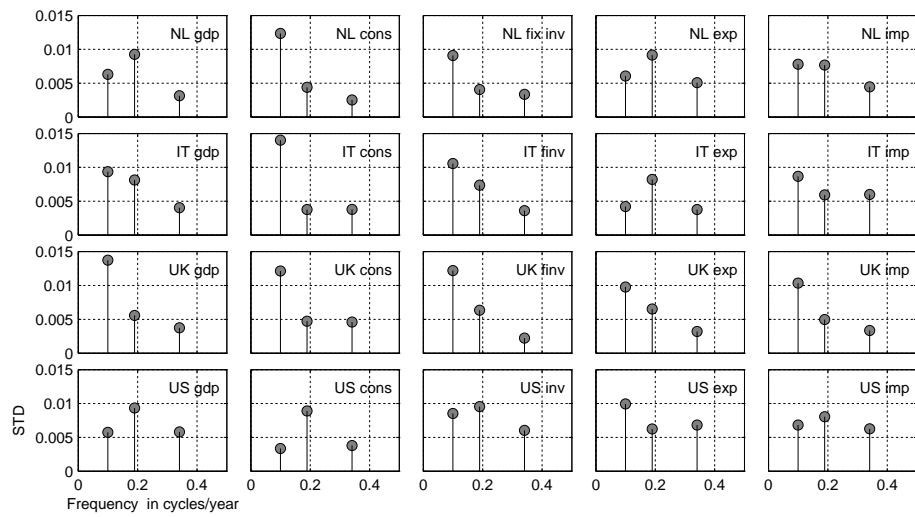 0.015
0.01
0.005
0
NL gdp
NL cons
NL fix inv
NL exp
NL imp
0.015
0.01
0.005
0
IT gdp
IT cons
IT finv
IT exp
IT imp
0.015
0.01
0.005
0
UK gdp
UK cons
UK finv
UK exp
UK imp
0.015
0.01
0.005
0
STD
US gdp
US cons
US inv
US exp
US imp
0 0.2 0.4
0 0.2 0.4
0 0.2 0.4
0 0.2 0.4
0 0.2 0.4
Frequency in cycles/year